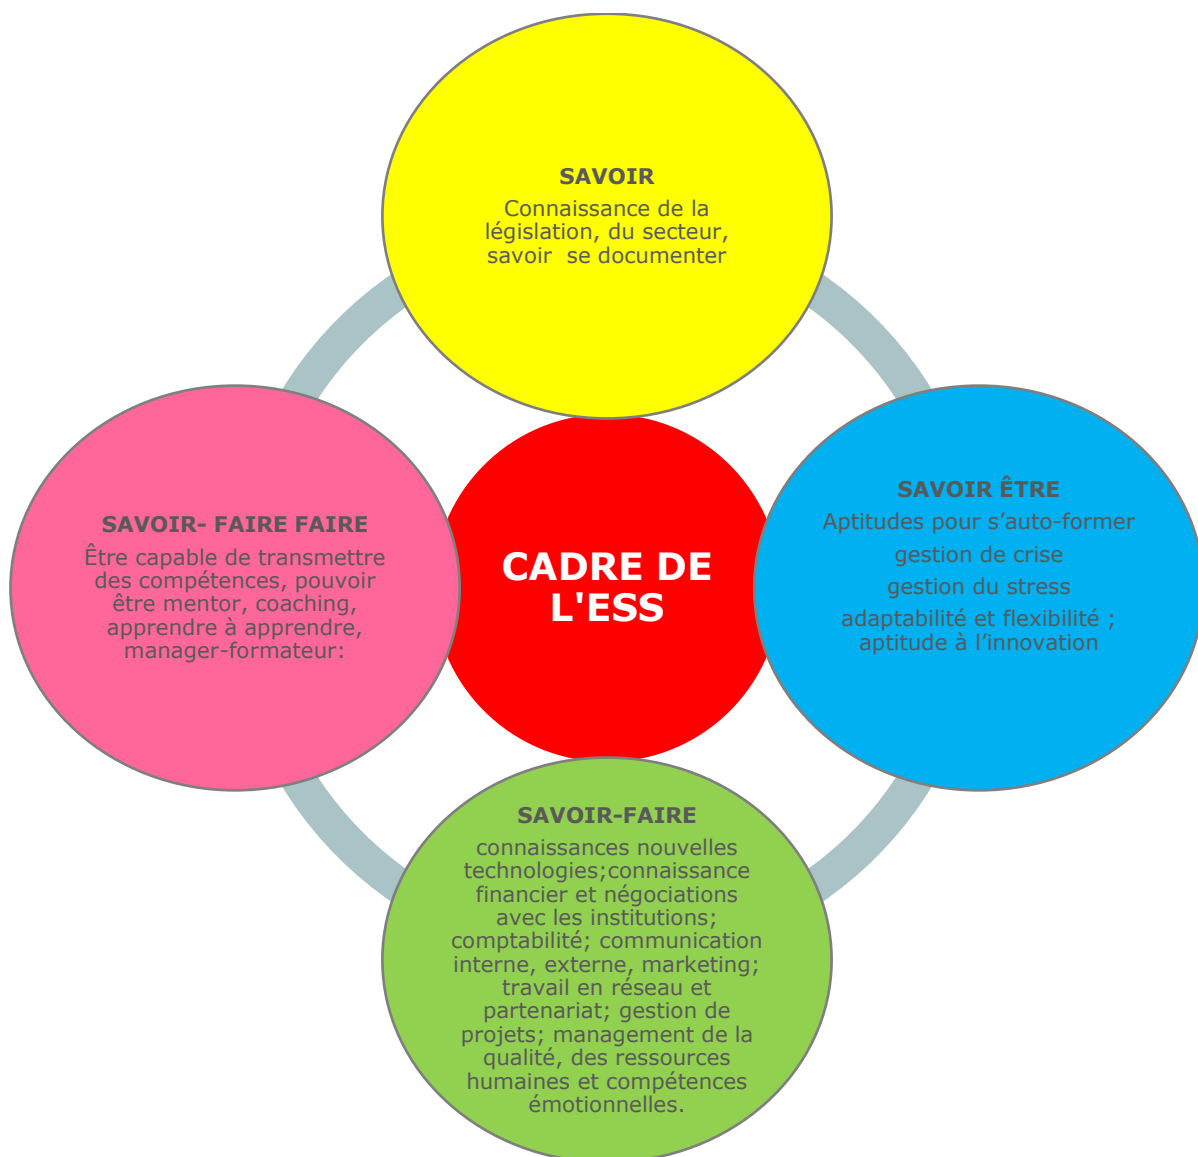 SAVOIR
Connaissance de la
législation, du secteur,
savoir  se documenter
SAVOIR- FAIRE FAIRE
Être capable de transmettre
des compétences, pouvoir
être mentor, coaching,
apprendre à apprendre,
manager-formateur:
CADRE DE
L'ESS
SAVOIR ÊTRE
Aptitudes pour s’auto-former
gestion de crise
gestion du stress
adaptabilité et flexibilité ;
aptitude à l’innovation
SAVOIR-FAIRE
connaissances nouvelles
technologies;connaissance
financier et négociations
avec les institutions;
comptabilité; communication
interne, externe, marketing;
travail en réseau et
partenariat; gestion de
projets; management de la
qualité, des ressources
humaines et compétences
émotionnelles.